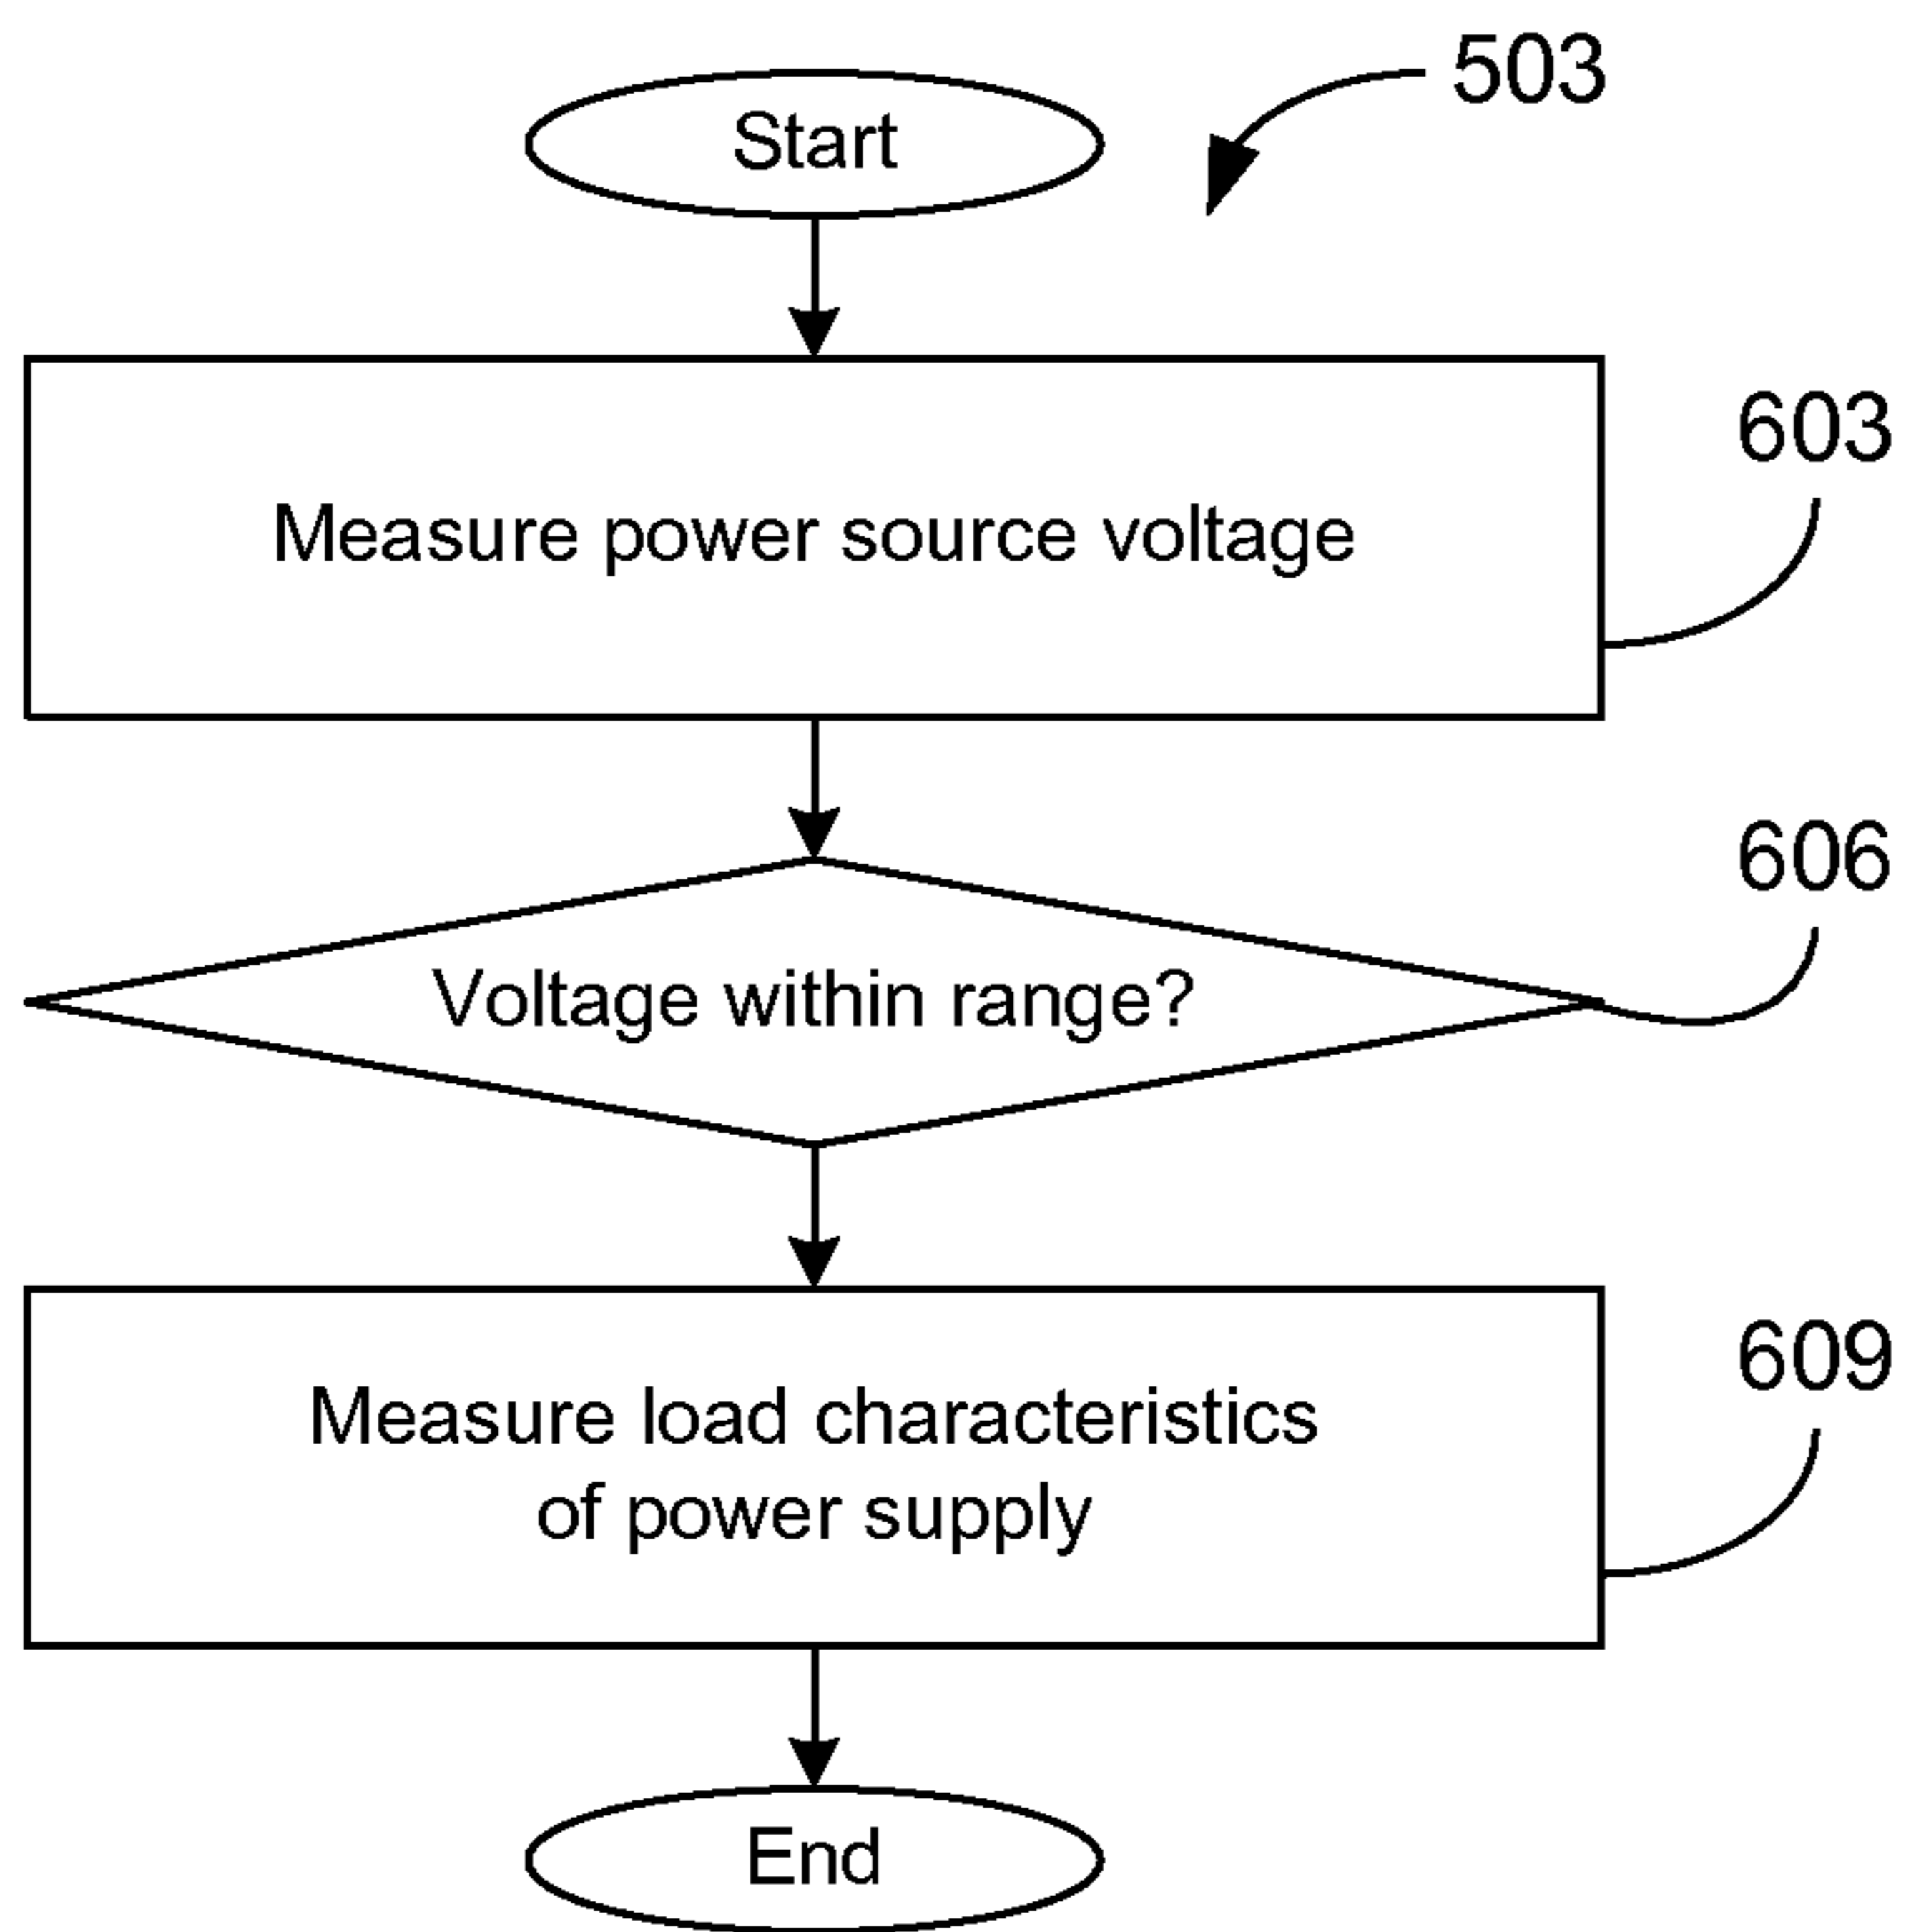 503
Start
603
Measure power source voltage
606
Voltage within range?
609
Measure load characteristics
of power supply
End